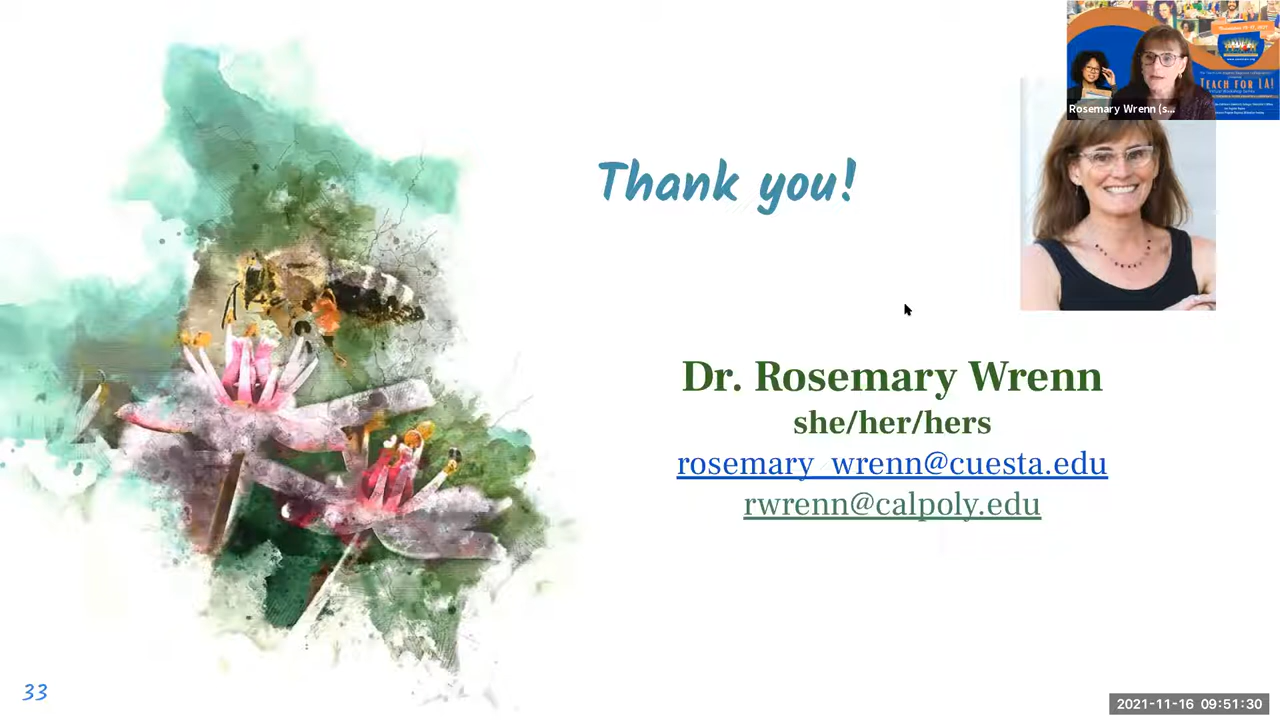 TEACH FOR LA!
Rosemary Wrenn (s...
Thank you!
Dr. Rosemary Wrenn
she/her/hers
rosemary_wrenn@cuesta.edu
rwrenn@calpoly.edu
33
2021-11-16 09:51:30